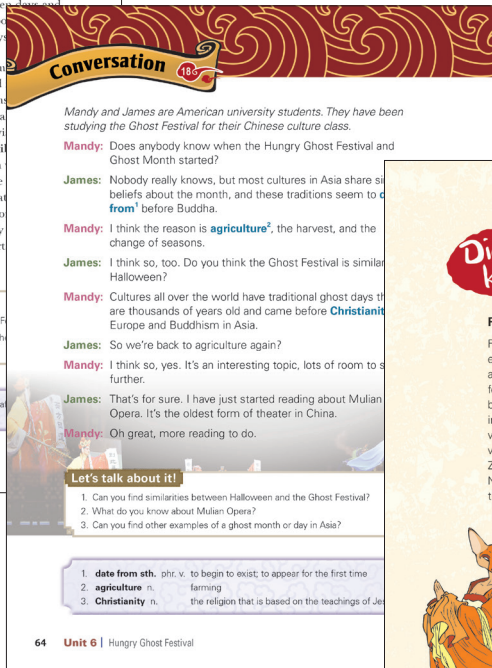 Conversation 18
Mandy and James are American university students. They have been
studying the Ghost Festival for their Chinese culture class.
Mandy: Does anybody know when the Hungry Ghost Festival and
Ghost Month started?
James: Nobody really knows, but most cultures in Asia share
beliefs about the month, and these traditions seem to
from1 before Buddha.
Mandy: I think the reason is agriculture2, the harvest, and the
change of seasons.
James: I think so, too. Do you think the Ghost Festival is similar
Halloween?
Mandy: Cultures all over the world have traditional ghost days
are thousands of years old and came before Christianit
Europe and Buddhism in Asia.
James: So we're back to agriculture again?
Mandy: I think so, yes. It's an interesting topic, lots of room to s
further.
James: That's for sure. I have just started reading about Mulian
Opera. It's the oldest form of theater in China.
Mandy: Oh great, more reading to do.
Let's talk about it!
1. Can you find similarities between Halloween and the Ghost Festival?
2. What do you know about Mulian Opera?
3. Can you find other examples of a ghost month or day in Asia?
1. date from sth. phr. v. to begin to exist; to appear for the first time
2. agriculture n. farming
3. Christianity n. the religion that is based on the teachings of Jes
64 Unit 6 | Hungry Ghost Festival